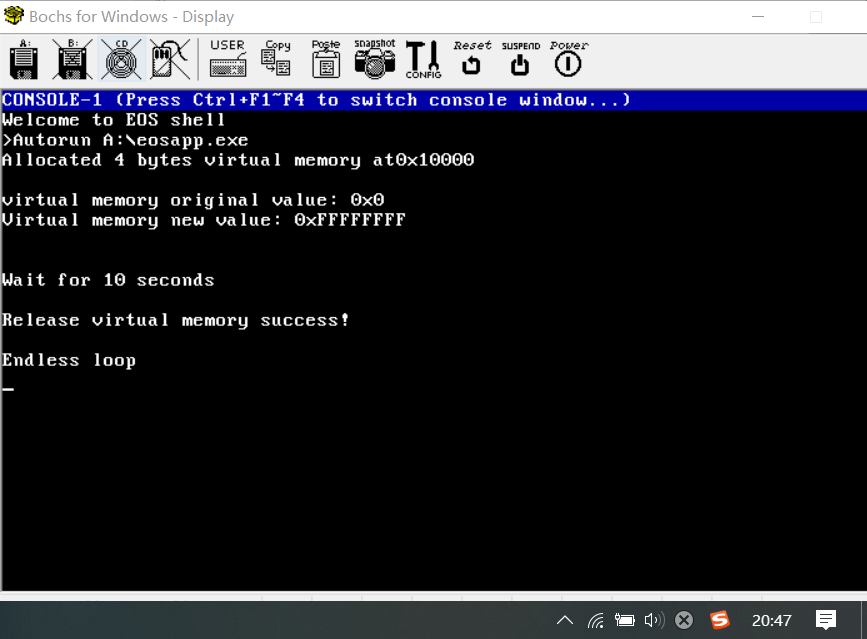 Bochs for Windows - Display
A: B: CD USER Copy Paste snapshot CONFIG Reset SUSPEND Power
CONSOLE-1 (Press Ctrl+F1~F4 to switch console window...)
Welcome to EOS shell
>Autorun A:\eosapp.exe
Allocated 4 bytes virtual memory at0x10000
virtual memory original value: 0x0
Virtual memory new value: 0xFFFFFFFF
Wait for 10 seconds
Release virtual memory success!
Endless loop
20:47